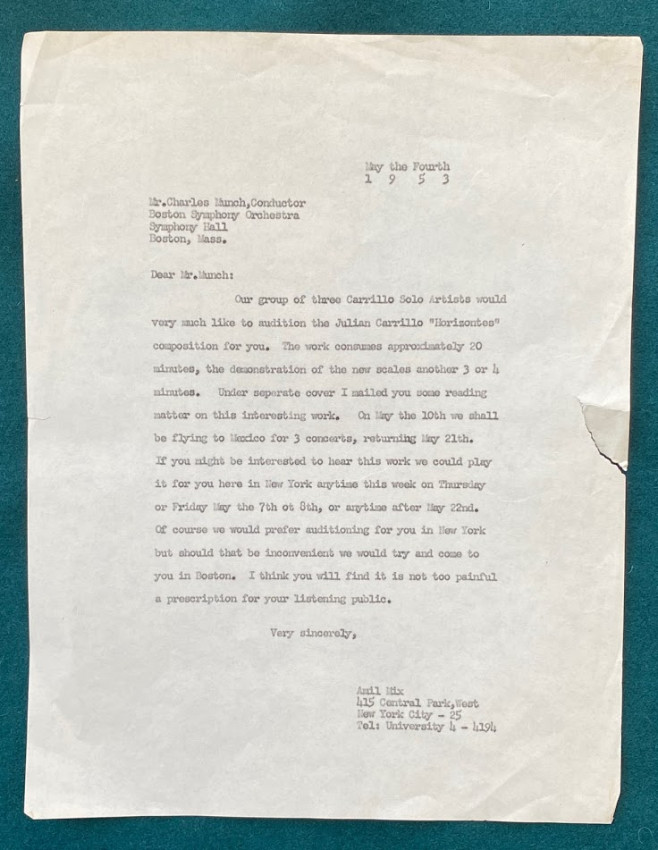 May the Fourth
1 9 5 3
Mr.Charles Munch,Conductor
Boston Symphony Orchestra
Symphony Hall
Boston, Mass.
Dear Mr.Munch:
Our group of three Carrillo Solo Artists would
very much like to audition the Julian Carrillo "Horizontes"
composition for you. The work consumes approximately 20
minutes, the demonstration of the new scales another 3 or 4
minutes. Under seperate cover I mailed you some reading
matter on this interesting work. On May the 10th we shall
be flying to Mexico for 3 concerts, returning May 21th.
If you might be interested to hear this work we could play
it for you here in New York anytime this week on Thursday
or Friday May the 7th ot 8th, or anytime after May 22nd.
Of course we would prefer auditioning for you in New York
but should that be inconvenient we would try and come to
you in Boston. I think you will find it is not too painful
a prescription for your listening public.
Very sincerely,
Emil Mix
415 Central Park,West
New York City - 25
Tel: University 4 - 4194